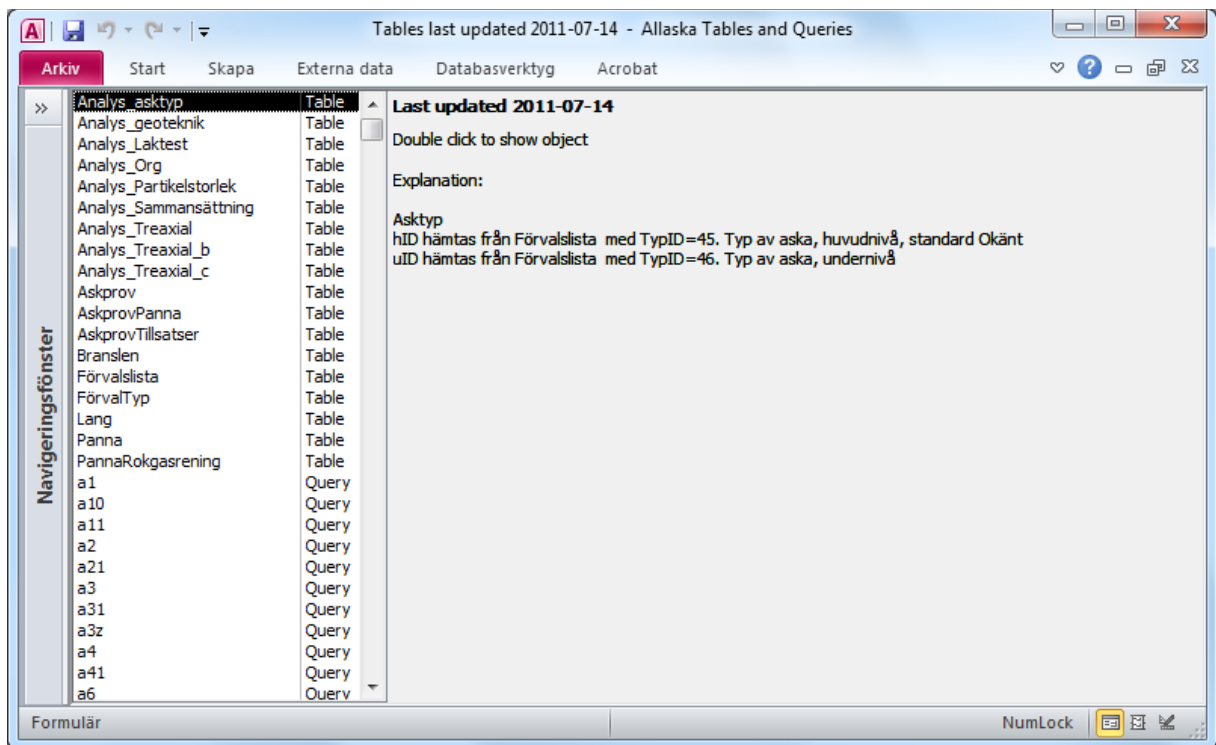 Tables last updated 2011-07-14 - Allaska Tables and Queries
Arkiv Start Skapa Externa data Databasverktyg Acrobat
Navigeringsfönster
Analys_asktyp Table
Analys_geoteknik Table
Analys_Laktest Table
Analys_Org Table
Analys_Partikelstorlek Table
Analys_Sammansättning Table
Analys_Treaxial Table
Analys_Treaxial_b Table
Analys_Treaxial_c Table
Askprov Table
AskprovPanna Table
AskprovTillsatser Table
Branslen Table
Förvalslista Table
FörvalTyp Table
Lang Table
Panna Table
PannaRokgasrening Table
a1 Query
a10 Query
a11 Query
a2 Query
a21 Query
a3 Query
a31 Query
a3z Query
a4 Query
a41 Query
a6 Query
Last updated 2011-07-14
Double click to show object
Explanation:
Asktyp
hID hämtas från Förvalslista med TypID=45. Typ av aska, huvudnivå, standard Okänt
uID hämtas från Förvalslista med TypID=46. Typ av aska, undernivå
Formulär NumLock